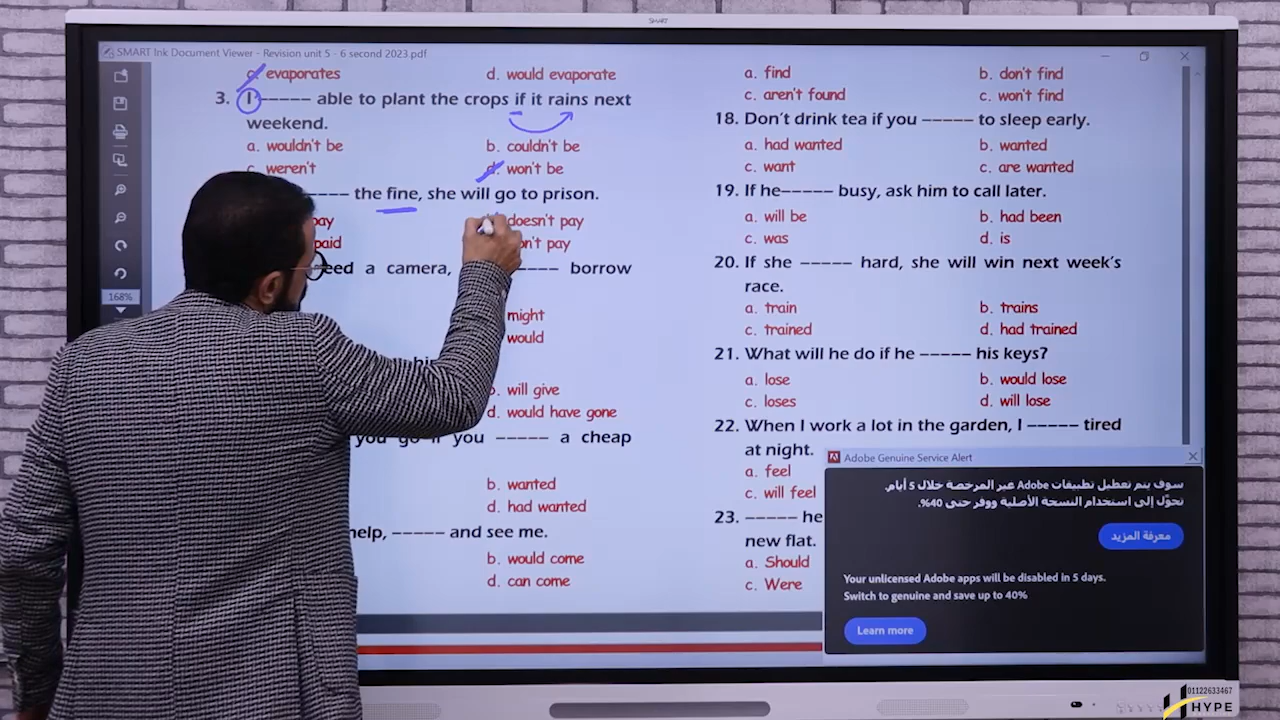 SMART
SMART Ink Document Viewer - Revision unit 5 - 6 second 2023.pdf
168%
c. evaporates
d. would evaporate
3. I ----- able to plant the crops if it rains next
weekend.
a. wouldn't be
b. couldn't be
c. weren't
d. won't be
----- the fine, she will go to prison.
pay
doesn't pay
paid
pay
a camera,
----- borrow
might
would
b. will give
d. would have gone
you go if you ----- a cheap
b. wanted
d. had wanted
help, ----- and see me.
b. would come
d. can come
a. find
b. don't find
c. aren't found
c. won't find
18. Don't drink tea if you ----- to sleep early.
a. had wanted
b. wanted
c. want
c. are wanted
19. If he----- busy, ask him to call later.
a. will be
b. had been
c. was
d. is
20. If she ----- hard, she will win next week's
race.
a. train
b. trains
c. trained
d. had trained
21. What will he do if he ----- his keys?
a. lose
b. would lose
c. loses
d. will lose
22. When I work a lot in the garden, I ----- tired
at night.
a. feel
c. will feel
23. ----- he
new flat.
a. Should
c. Were
Adobe Genuine Service Alert
سوف يتم تعطيل تطبيقات Adobe غير المرخصة خلال 5 أيام.
تحوّل إلى استخدام النسخة الأصلية ووفر حتى 40%.
معرفة المزيد
Your unlicensed Adobe apps will be disabled in 5 days.
Switch to genuine and save up to 40%
Learn more
01122633467
HYPE